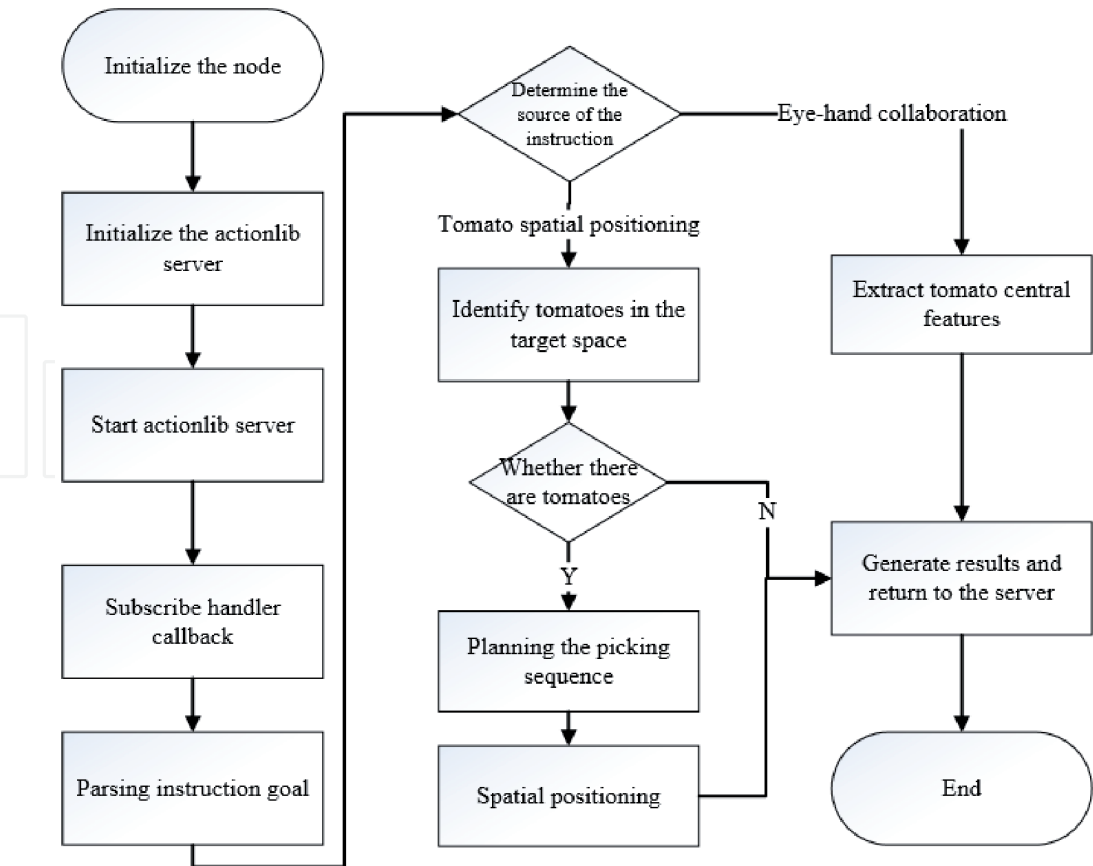 Initialize the node
Initialize the actionlib
server
Start actionlib server
Subscribe handler
callback
Parsing instruction goal
Determine the
source of the
instruction
Eye-hand collaboration
Tomato spatial positioning
Identify tomatoes in the
target space
Whether there
are tomatoes
N
Y
Planning the picking
sequence
Spatial positioning
Extract tomato central
features
Generate results and
return to the server
End